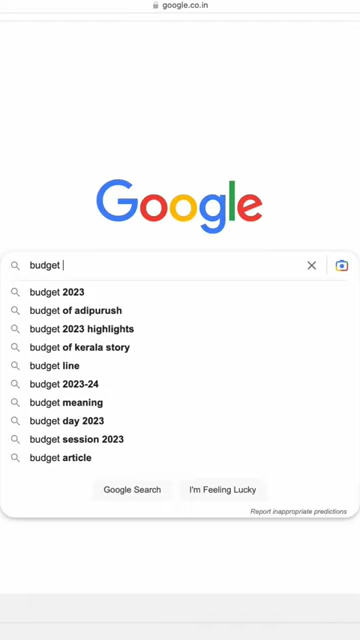 google.co.in
Google
budget
budget 2023
budget of adipurush
budget 2023 highlights
budget of kerala story
budget line
budget 2023-24
budget meaning
budget day 2023
budget session 2023
budget article
Google Search I'm Feeling Lucky
Report inappropriate predictions